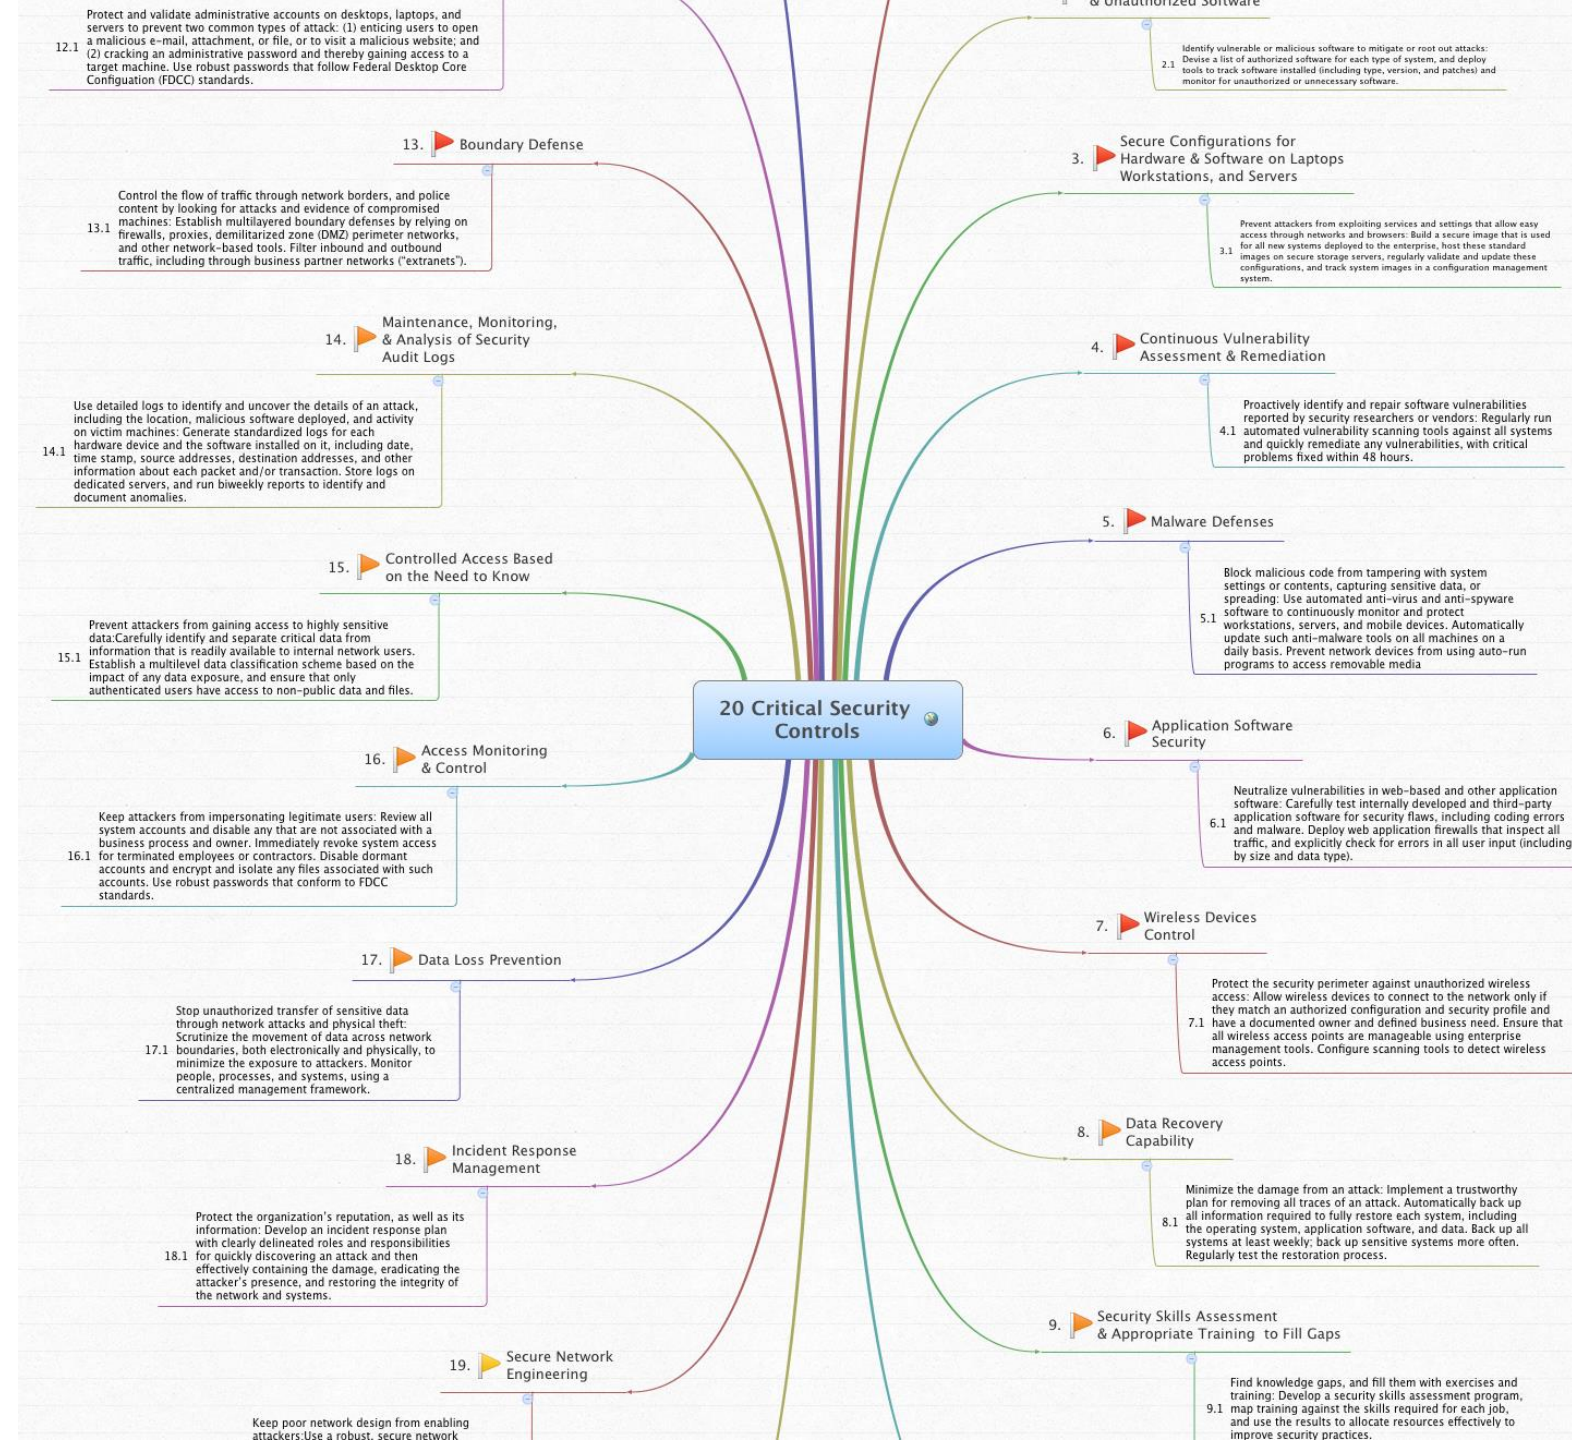 Protect and validate administrative accounts on desktops, laptops, and
servers to prevent two common types of attack: (1) enticing users to open
a malicious e-mail, attachment, or file, or to visit a malicious website; and
12.1
(2) cracking an administrative password and thereby gaining access to a
target machine. Use robust passwords that follow Federal Desktop Core
Configuation (FDCC) standards.
13. Boundary Defense
Control the flow of traffic through network borders, and police
content by looking for attacks and evidence of compromised
13.1 machines: Establish multilayered boundary defenses by relying on
firewalls, proxies, demilitarized zone (DMZ) perimeter networks,
and other network-based tools. Filter inbound and outbound
traffic, including through business partner networks (“extranets”).
14. Maintenance, Monitoring,
& Analysis of Security
Audit Logs
Use detailed logs to identify and uncover the details of an attack,
including the location, malicious software deployed, and activity
on victim machines: Generate standardized logs for each
hardware device and the software installed on it, including date,
14.1 time stamp, source addresses, destination addresses, and other
information about each packet and/or transaction. Store logs on
dedicated servers, and run biweekly reports to identify and
document anomalies.
15. Controlled Access Based
on the Need to Know
Prevent attackers from gaining access to highly sensitive
data:Carefully identify and separate critical data from
15.1 information that is readily available to internal network users.
Establish a multilevel data classification scheme based on the
impact of any data exposure, and ensure that only
authenticated users have access to non-public data and files.
16. Access Monitoring
& Control
Keep attackers from impersonating legitimate users: Review all
system accounts and disable any that are not associated with a
business process and owner. Immediately revoke system access
16.1 for terminated employees or contractors. Disable dormant
accounts and encrypt and isolate any files associated with such
accounts. Use robust passwords that conform to FDCC
standards.
17. Data Loss Prevention
Stop unauthorized transfer of sensitive data
through network attacks and physical theft:
Scrutinize the movement of data across network
17.1 boundaries, both electronically and physically, to
minimize the exposure to attackers. Monitor
people, processes, and systems, using a
centralized management framework.
18. Incident Response
Management
Protect the organization’s reputation, as well as its
information: Develop an incident response plan
with clearly delineated roles and responsibilities
18.1 for quickly discovering an attack and then
effectively containing the damage, eradicating the
attacker’s presence, and restoring the integrity of
the network and systems.
19. Secure Network
Engineering
Keep poor network design from enabling
attackers:Use a robust, secure network
20 Critical Security
Controls
& Unauthorized Software
Identify vulnerable or malicious software to mitigate or root out attacks:
Devise a list of authorized software for each type of system, and deploy
2.1 tools to track software installed (including type, version, and patches) and
monitor for unauthorized or unnecessary software.
3. Secure Configurations for
Hardware & Software on Laptops
Workstations, and Servers
Prevent attackers from exploiting services and settings that allow easy
access through networks and browsers: Build a secure image that is used
for all new systems deployed to the enterprise, host these standard
3.1 images on secure storage servers, regularly validate and update these
configurations, and track system images in a configuration management
system.
4. Continuous Vulnerability
Assessment & Remediation
Proactively identify and repair software vulnerabilities
reported by security researchers or vendors: Regularly run
4.1 automated vulnerability scanning tools against all systems
and quickly remediate any vulnerabilities, with critical
problems fixed within 48 hours.
5. Malware Defenses
Block malicious code from tampering with system
settings or contents, capturing sensitive data, or
spreading: Use automated anti-virus and anti-spyware
5.1 software to continuously monitor and protect
workstations, servers, and mobile devices. Automatically
update such anti-malware tools on all machines on a
daily basis. Prevent network devices from using auto-run
programs to access removable media
6. Application Software
Security
Neutralize vulnerabilities in web-based and other application
software: Carefully test internally developed and third-party
application software for security flaws, including coding errors
6.1 and malware. Deploy web application firewalls that inspect all
traffic, and explicitly check for errors in all user input (including
by size and data type).
7. Wireless Devices
Control
Protect the security perimeter against unauthorized wireless
access: Allow wireless devices to connect to the network only if
they match an authorized configuration and security profile and
7.1 have a documented owner and defined business need. Ensure that
all wireless access points are manageable using enterprise
management tools. Configure scanning tools to detect wireless
access points.
8. Data Recovery
Capability
Minimize the damage from an attack: Implement a trustworthy
plan for removing all traces of an attack. Automatically back up
all information required to fully restore each system, including
8.1 the operating system, application software, and data. Back up all
systems at least weekly; back up sensitive systems more often.
Regularly test the restoration process.
9. Security Skills Assessment
& Appropriate Training to Fill Gaps
Find knowledge gaps, and fill them with exercises and
training: Develop a security skills assessment program,
9.1 map training against the skills required for each job,
and use the results to allocate resources effectively to
improve security practices.